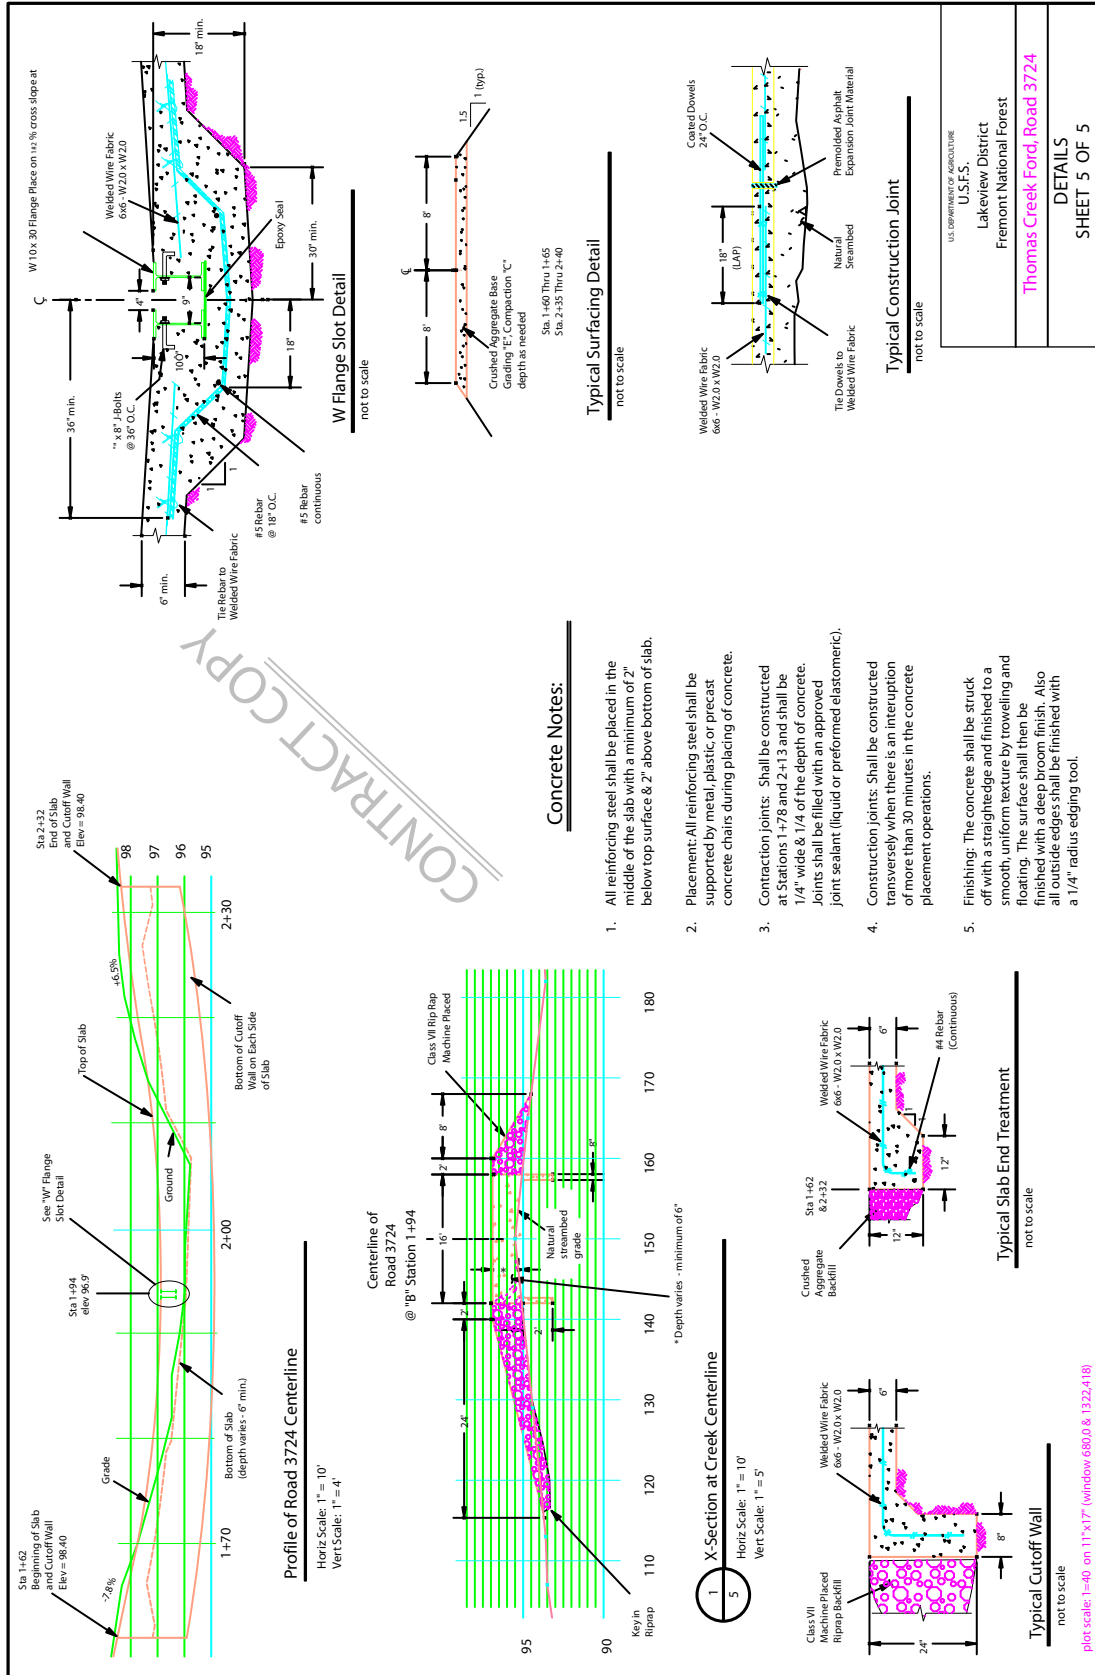 Sta 1+62
Beginning of Slab
and Cutoff Wall
Elev = 98.40
-7.8%
Grade
1+70
Bottom of Slab
(depth varies - 6" min.)
Sta 1+94
elev 96.9'
See "W" Flange
Slot Detail
2+00
Ground
Top of Slab
Bottom of Cutoff
Wall on Each Side
of Slab
+6.5%
2+30
Sta 2+32
End of Slab
and Cutoff Wall
Elev = 98.40
98
97
96
95
Profile of Road 3724 Centerline
Horiz Scale: 1" = 10'
Vert Scale: 1" = 4'
CONTRACT COPY
W 10 x 30 Flange Place on 1.42 % cross slope at
C
36" min.
4"
9"
18" min.
Welded Wire Fabric
6x6 - W2.0 x W2.0
" x 8" J-Bolts
@ 36" O.C.
6" min.
Tie Rebar to
Welded Wire Fabric
1
1
#5 Rebar
@ 18" O.C.
#5 Rebar
continuous
18"
30" min.
Epoxy Seal
W Flange Slot Detail
not to scale
8'
8'
1.5
1 (typ.)
Crushed Aggregate Base
Grading "E", Compaction "C"
depth as needed
Sta. 1+60 Thru 1+65
Sta. 2+35 Thru 2+40
Typical Surfacing Detail
not to scale
Welded Wire Fabric
6x6 - W2.0 x W2.0
18"
(LAP)
Coated Dowels
24" O.C.
Tie Dowels to
Welded Wire Fabric
Natural
Sreambed
Premolded Asphalt
Expansion Joint Material
Typical Construction Joint
not to scale
Centerline of
Road 3724
@ "B" Station 1+94
24'
2'
16'
2'
8'
Class VII Rip Rap
Machine Placed
95
90
Key in
Riprap
2'
Natural
streambed
grade
8"
110
120
130
140
150
160
170
180
* Depth varies - minimum of 6"
1
5
X-Section at Creek Centerline
Horiz Scale: 1" = 10'
Vert Scale: 1" = 5'
Concrete Notes:
1. All reinforcing steel shall be placed in the
middle of the slab with a minimum of 2"
below top surface & 2" above bottom of slab.
2. Placement: All reinforcing steel shall be
supported by metal, plastic, or precast
concrete chairs during placing of concrete.
3. Contraction joints: Shall be constructed
at Stations 1+78 and 2+13 and shall be
1/4" wide & 1/4 of the depth of concrete.
Joints shall be filled with an approved
joint sealant (liquid or preformed elastomeric).
4. Construction joints: Shall be constructed
transversely when there is an interuption
of more than 30 minutes in the concrete
placement operations.
5. Finishing: The concrete shall be struck
off with a straightedge and finished to a
smooth, uniform texture by troweling and
floating. The surface shall then be
finished with a deep broom finish. Also
all outside edges shall be finished with
a 1/4" radius edging tool.
Class VII
Machine Placed
Riprap Backfill
24"
Welded Wire Fabric
6x6 - W2.0 x W2.0
6"
8"
Typical Cutoff Wall
not to scale
Crushed
Aggregate
Backfill
Sta 1+62
& 2+32
Welded Wire Fabric
6x6 - W2.0 x W2.0
6"
12"
12"
1
1
#4 Rebar
(Continuous)
Typical Slab End Treatment
not to scale
U.S. DEPARTMENT OF AGRICULTURE
U.S.F.S.
Lakeview District
Fremont National Forest
Thomas Creek Ford, Road 3724
DETAILS
SHEET 5 OF 5
plot scale: 1=40 on 11"x17" (window 680,0 & 1322,418)